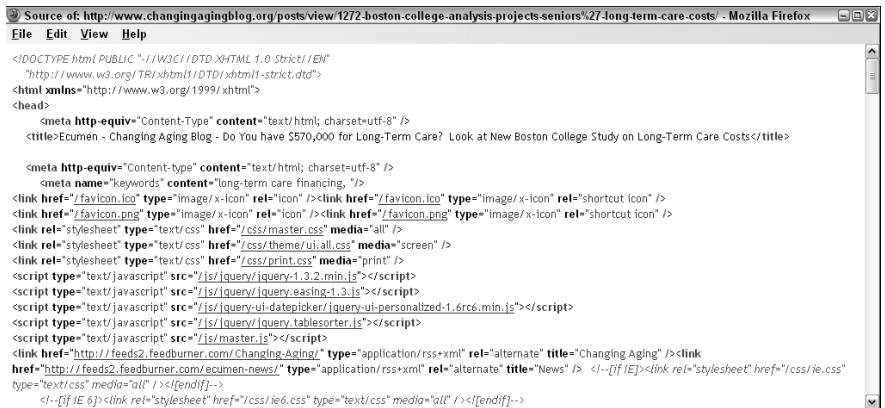 Source of: http://www.changingagingblog.org/posts/view/1272-boston-college-analysis-projects-seniors%27-long-term-care-costs/ - Mozilla Firefox
File Edit View Help
<!DOCTYPE html PUBLIC "-//W3C//DTD XHTML 1.0 Strict//EN"
"http://www.w3.org/TR/xhtml1/DTD/xhtml1-strict.dtd">
<html xmlns="http://www.w3.org/1999/xhtml">
<head>
<meta http-equiv="Content-Type" content="text/html; charset=utf-8" />
<title>Ecumen - Changing Aging Blog - Do You have $570,000 for Long-Term Care? Look at New Boston College Study on Long-Term Care Costs</title>
<meta http-equiv="Content-type" content="text/html; charset=utf-8" />
<meta name="keywords" content="long-term care financing, "/>
<link href="/favicon.ico" type="image/x-icon" rel="icon" /><link href="/favicon.ico" type="image/x-icon" rel="shortcut icon" />
<link href="/favicon.png" type="image/x-icon" rel="icon" /><link href="/favicon.png" type="image/x-icon" rel="shortcut icon" />
<link rel="stylesheet" type="text/css" href="/css/master.css" media="all" />
<link rel="stylesheet" type="text/css" href="/css/theme/ui.all.css" media="screen" />
<link rel="stylesheet" type="text/css" href="/css/print.css" media="print" />
<script type="text/javascript" src="/js/jquery/jquery-1.3.2.min.js"></script>
<script type="text/javascript" src="/js/jquery/jquery.easing-1.3.js"></script>
<script type="text/javascript" src="/js/jquery-ui-datepicker/jquery-ui-personalized-1.6rc6.min.js"></script>
<script type="text/javascript" src="/js/jquery/jquery.tablesorter.js"></script>
<script type="text/javascript" src="/js/master.js"></script>
<link href="http://feeds2.feedburner.com/Changing-Aging/" type="application/rss+xml" rel="alternate" title="Changing Aging" /><link
href="http://feeds2.feedburner.com/ecumen-news/" type="application/rss+xml" rel="alternate" title="News" /> <!--[if IE]><link rel="stylesheet" href="/css/ie.css"
type="text/css" media="all" /><![endif]-->
<!--[if IE 6]><link rel="stylesheet" href="/css/ie6.css" type="text/css" media="all" /><![endif]-->